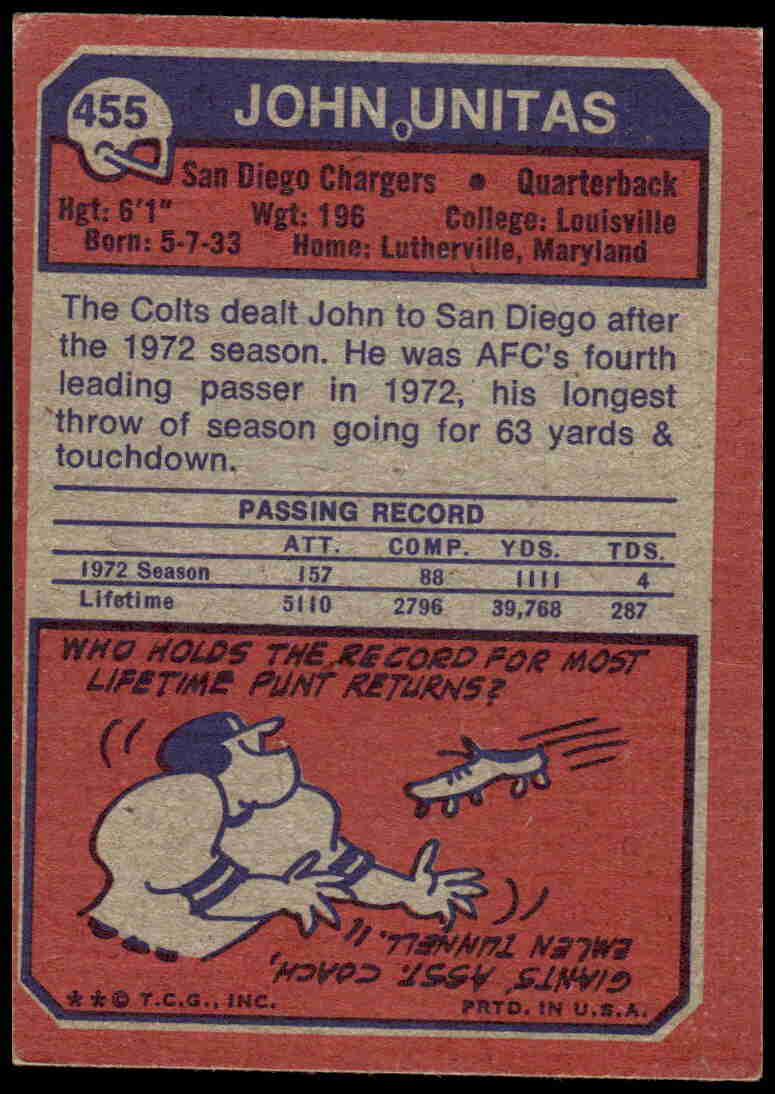 455
JOHN UNITAS
San Diego Chargers • Quarterback
Hgt: 6'1" Wgt: 196 College: Louisville
Born: 5-7-33 Home: Lutherville, Maryland
The Colts dealt John to San Diego after
the 1972 season. He was AFC's fourth
leading passer in 1972, his longest
throw of season going for 63 yards &
touchdown.
PASSING RECORD
ATT. COMP. YDS. TDS.
1972 Season 157 88 1111 4
Lifetime 5110 2796 39,768 287
WHO HOLDS THE RECORD FOR MOST
LIFETIME PUNT RETURNS?
GIANTS' ASST. COACH,
EMLEN TUNNELL. 11
**© T.C.G., INC. PRTD. IN U.S.A.